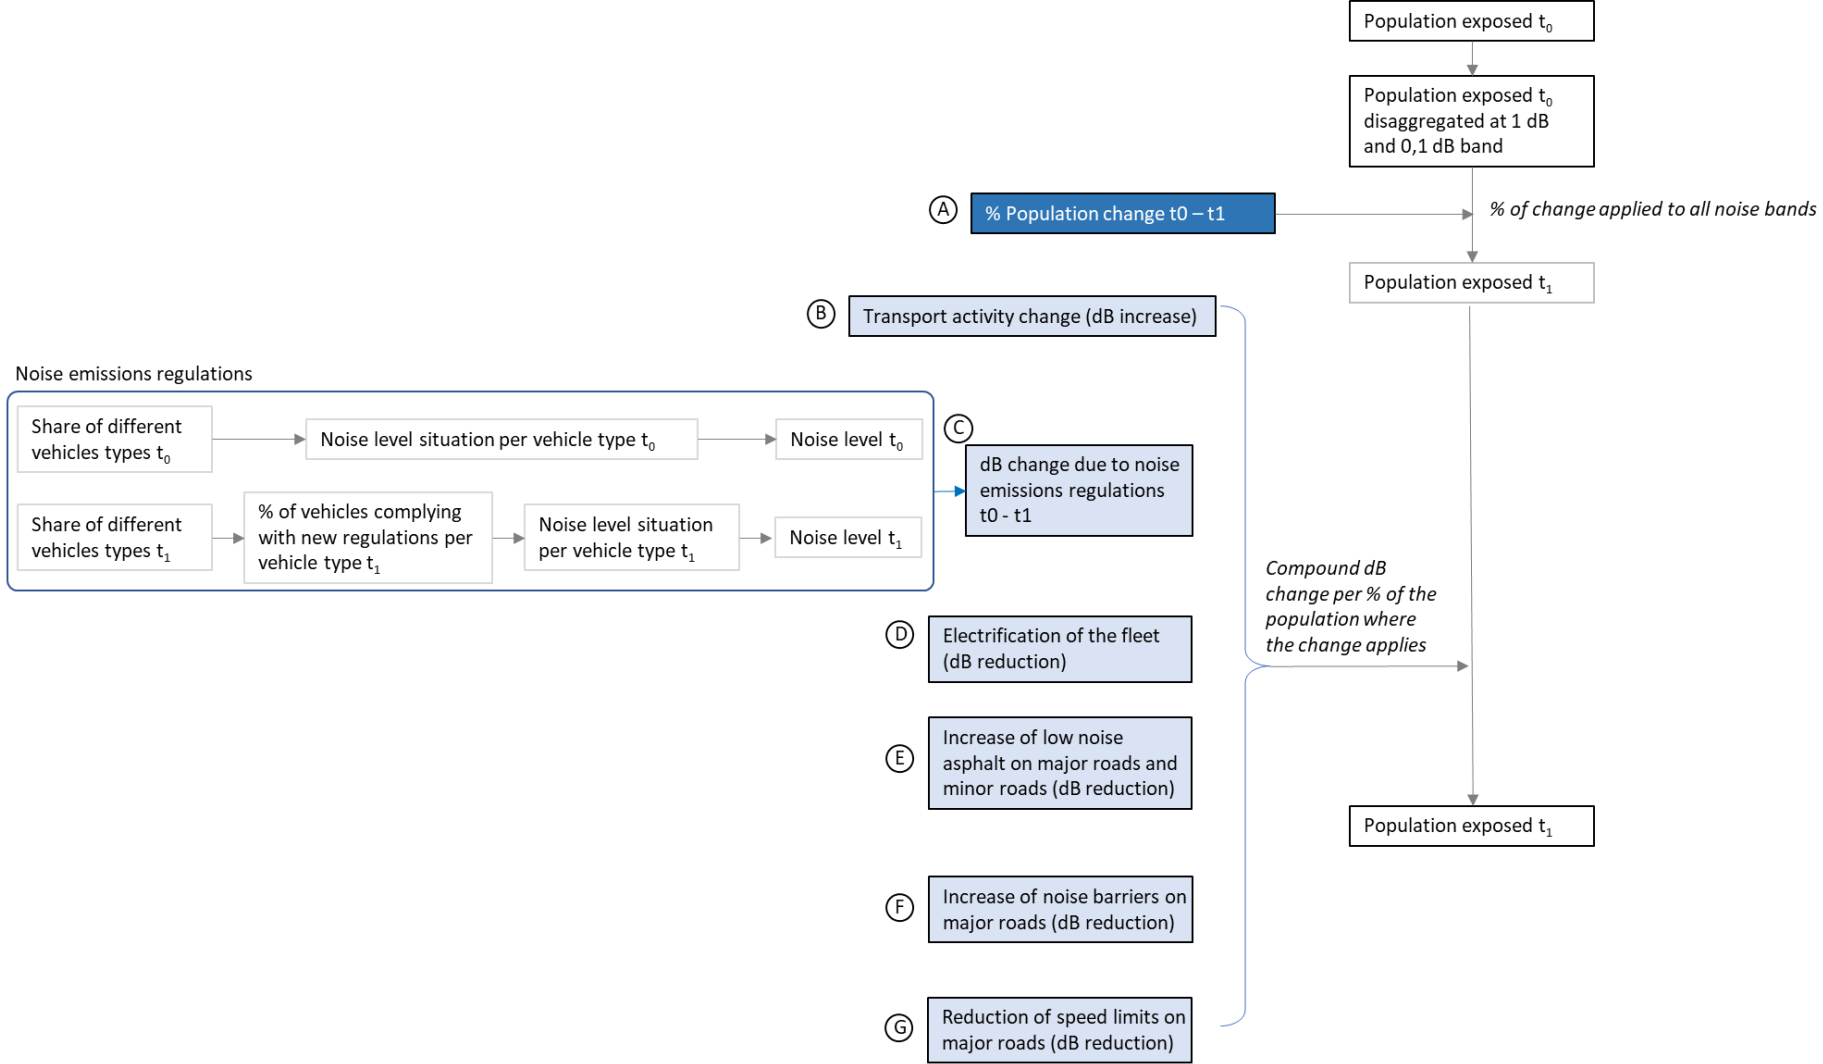 Population exposed t0
Population exposed t0
disaggregated at 1 dB
and 0,1 dB band
A
% Population change t0 – t1
% of change applied to all noise bands
Population exposed t1
B
Transport activity change (dB increase)
Noise emissions regulations
Share of different
vehicles types t0
Noise level situation per vehicle type t0
Noise level t0
Share of different
vehicles types t1
% of vehicles complying
with new regulations per
vehicle type t1
Noise level situation
per vehicle type t1
Noise level t1
C
dB change due to noise
emissions regulations
t0 - t1
Compound dB
change per % of the
population where
the change applies
D
Electrification of the fleet
(dB reduction)
E
Increase of low noise
asphalt on major roads and
minor roads (dB reduction)
Population exposed t1
F
Increase of noise barriers on
major roads (dB reduction)
G
Reduction of speed limits on
major roads (dB reduction)